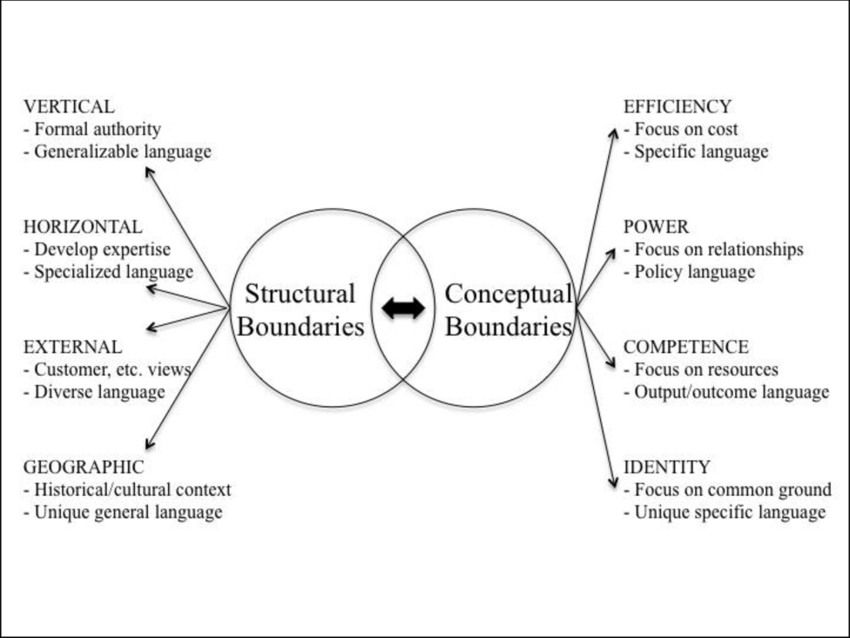 VERTICAL
- Formal authority
- Generalizable language
HORIZONTAL
- Develop expertise
- Specialized language
EXTERNAL
- Customer, etc. views
- Diverse language
GEOGRAPHIC
- Historical/cultural context
- Unique general language
Structural
Boundaries
Conceptual
Boundaries
EFFICIENCY
- Focus on cost
- Specific language
POWER
- Focus on relationships
- Policy language
COMPETENCE
- Focus on resources
- Output/outcome language
IDENTITY
- Focus on common ground
- Unique specific language